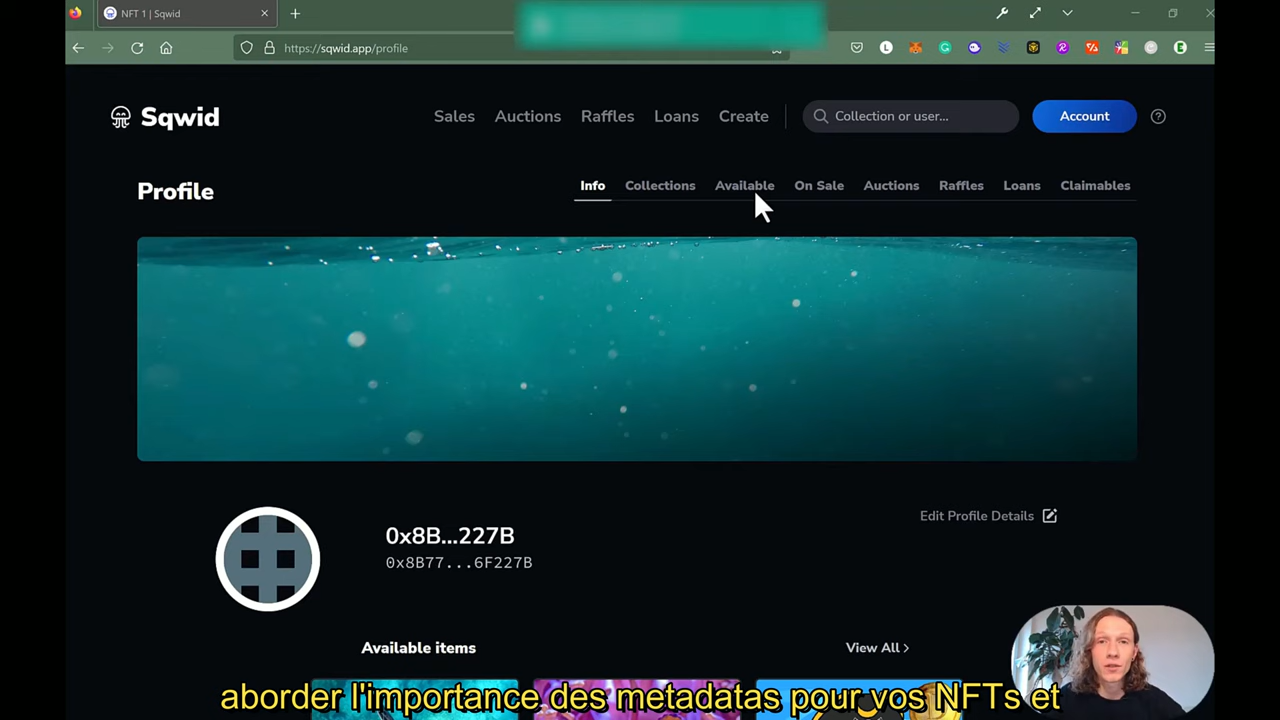 NFT 1 | Sqwid
https://sqwid.app/profile
Sqwid
Sales Auctions Raffles Loans Create
Collection or user...
Account
Profile
Info Collections Available On Sale Auctions Raffles Loans Claimables
0x8B...227B
0x8B77...6F227B
Edit Profile Details
Available items
View All
aborder l'importance des metadatas pour vos NFTs et